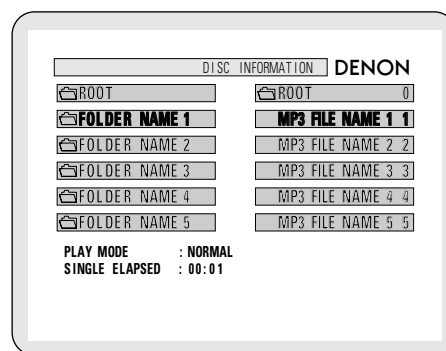 DISC INFORMATION DENON
ROOT
FOLDER NAME 1
FOLDER NAME 2
FOLDER NAME 3
FOLDER NAME 4
FOLDER NAME 5
ROOT 0
MP3 FILE NAME 1 1
MP3 FILE NAME 2 2
MP3 FILE NAME 3 3
MP3 FILE NAME 4 4
MP3 FILE NAME 5 5
PLAY MODE : NORMAL
SINGLE ELAPSED : 00:01